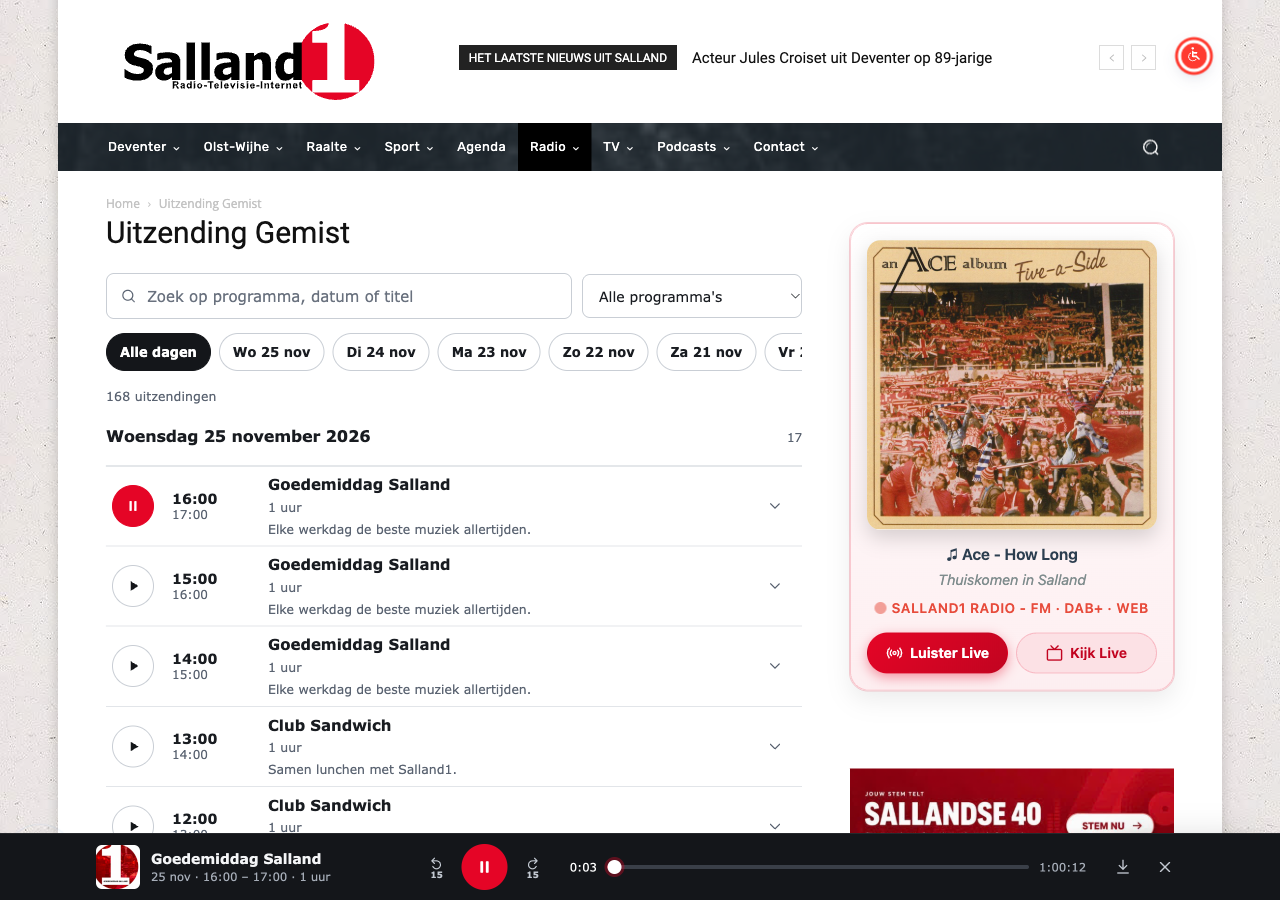 Salland1
Radio-Televisie-Internet
HET LAATSTE NIEUWS UIT SALLAND
Acteur Jules Croiset uit Deventer op 89-jarige
Deventer
Olst-Wijhe
Raalte
Sport
Agenda
Radio
TV
Podcasts
Contact
Home › Uitzending Gemist
Uitzending Gemist
Zoek op programma, datum of titel
Alle programma's
Alle dagen
Wo 25 nov
Di 24 nov
Ma 23 nov
Zo 22 nov
Za 21 nov
Vr
168 uitzendingen
Woensdag 25 november 2026
17
16:00
17:00
Goedemiddag Salland
1 uur
Elke werkdag de beste muziek allertijden.
15:00
16:00
Goedemiddag Salland
1 uur
Elke werkdag de beste muziek allertijden.
14:00
15:00
Goedemiddag Salland
1 uur
Elke werkdag de beste muziek allertijden.
13:00
14:00
Club Sandwich
1 uur
Samen lunchen met Salland1.
12:00
13:00
Club Sandwich
1 uur
an ACE album Five-a-Side
Ace - How Long
Thuiskomen in Salland
SALLAND1 RADIO - FM · DAB+ · WEB
Luister Live
Kijk Live
JOUW STEM TELT
SALLANDSE 40
STEM NU →
1
Goedemiddag Salland
25 nov · 16:00 – 17:00 · 1 uur
15
15
0:03
1:00:12